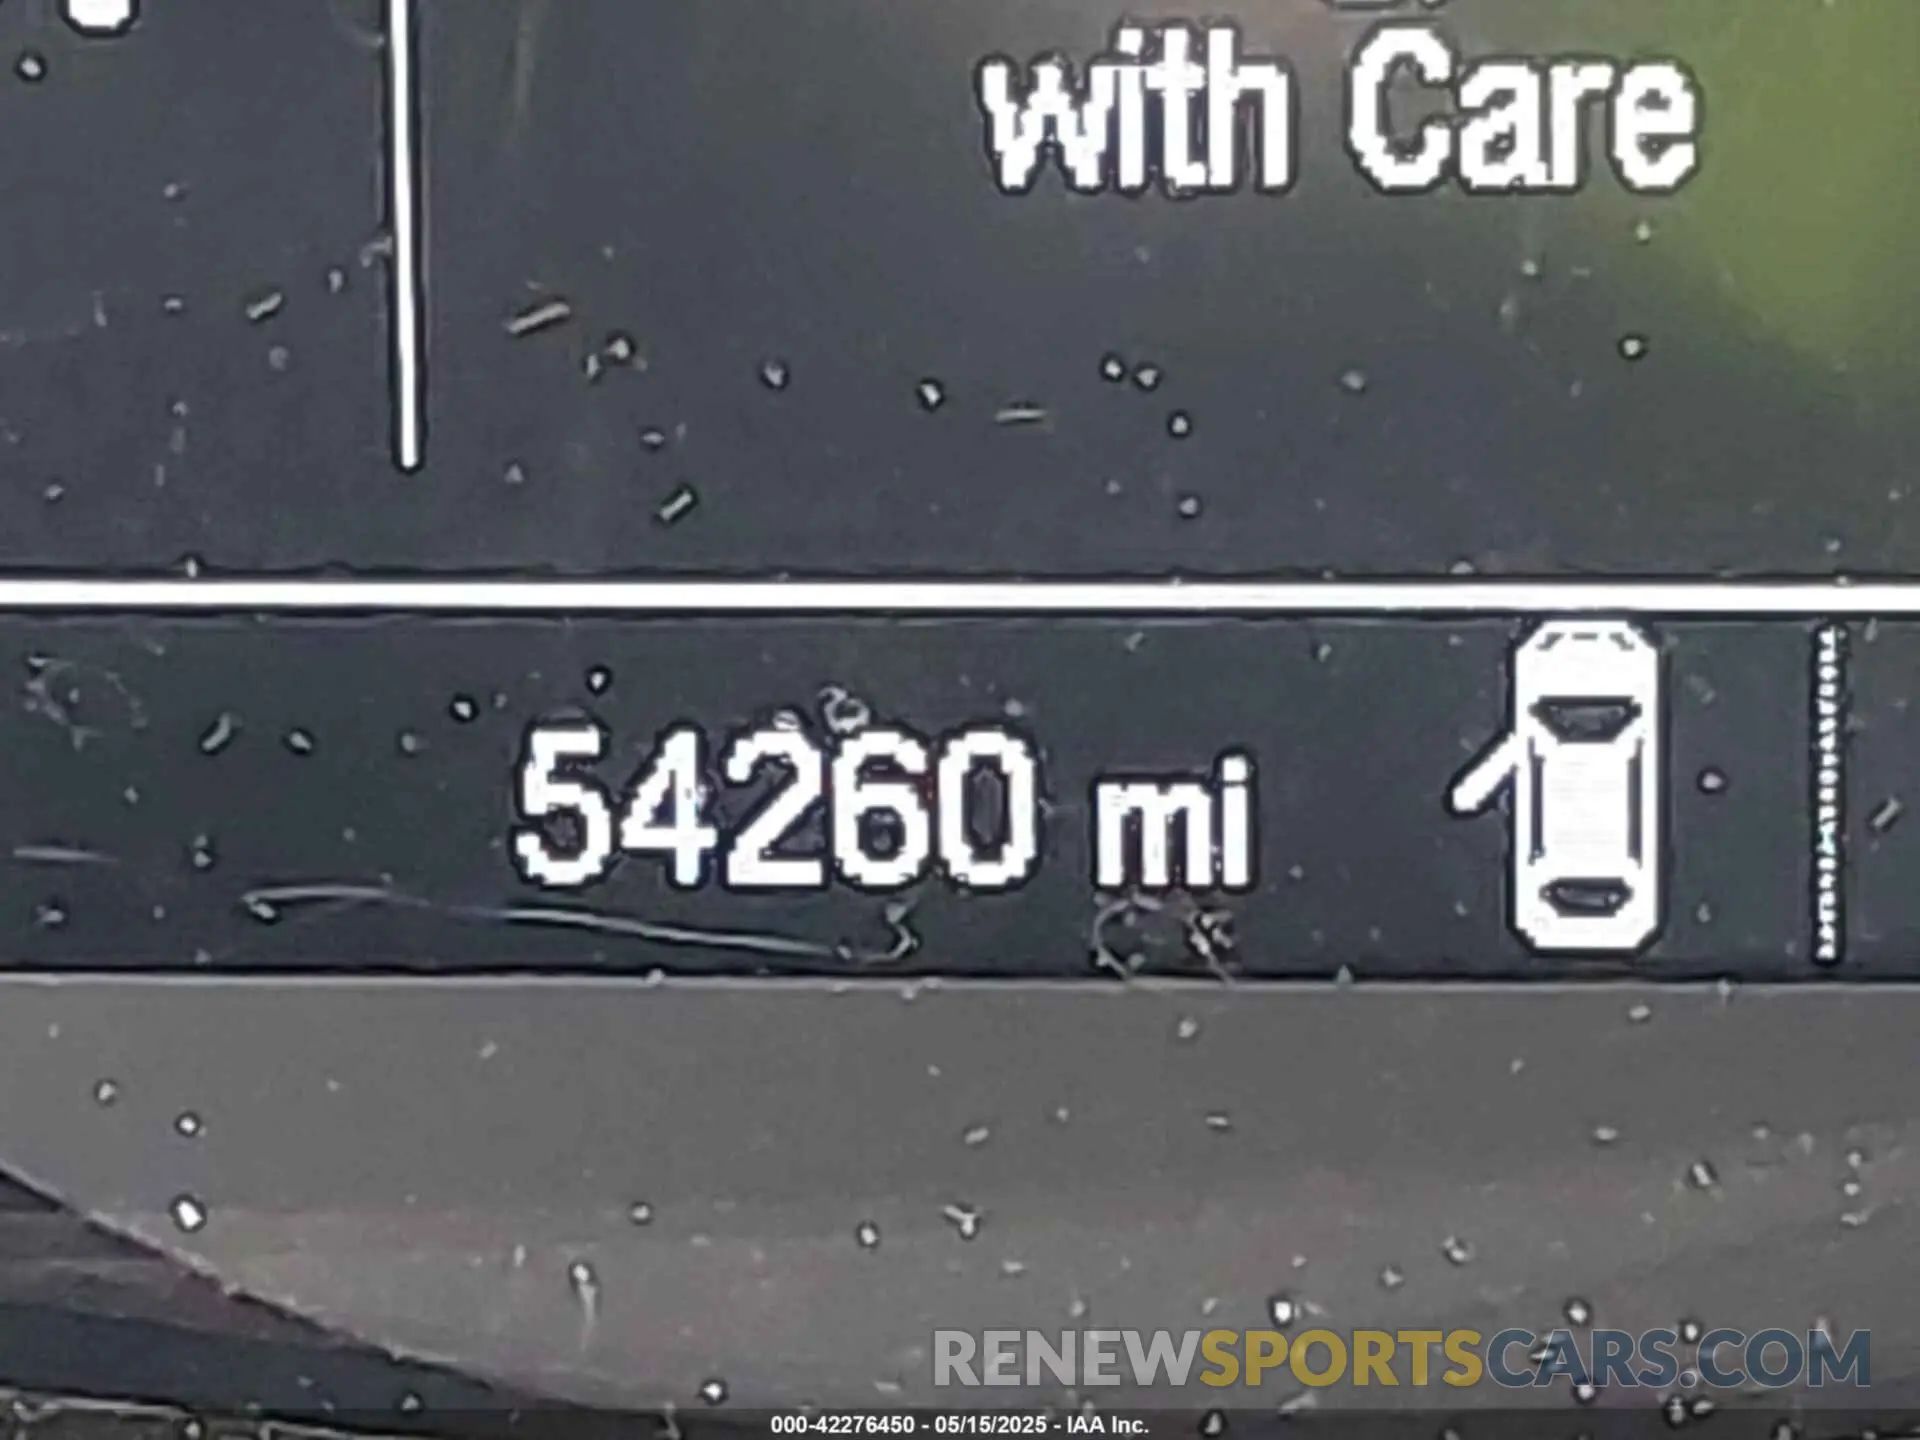 with Care
54260 mi
RENEWSPORTSCARS.COM
000-42276450 - 05/15/2025 - IAA Inc.